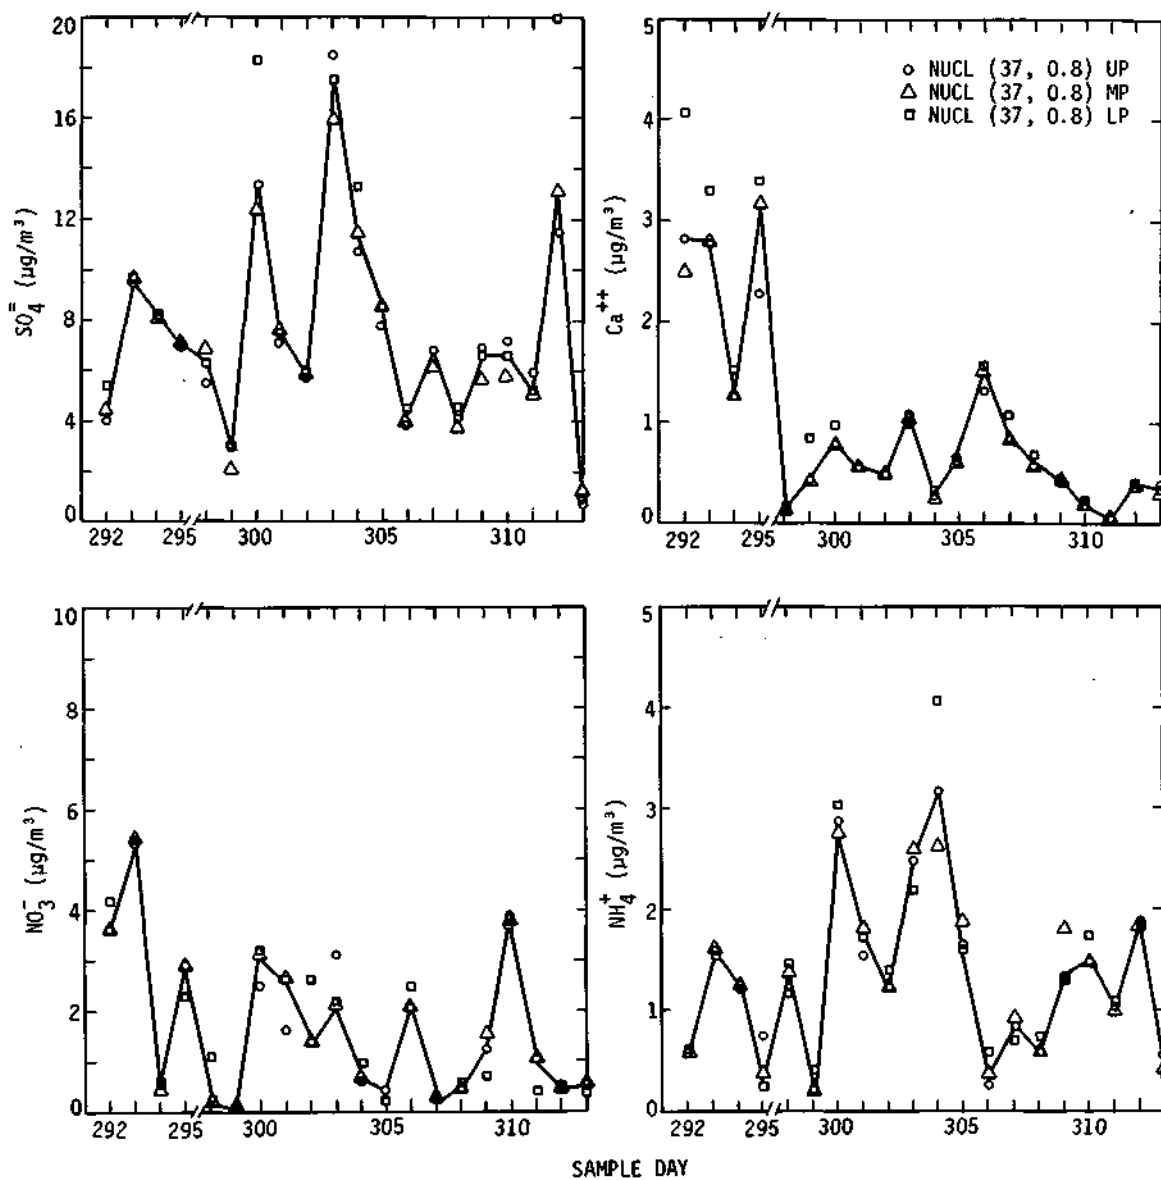 20
16
12
8
4
0
SO4= (µg/m³)
292 295 300 305 310
5
4
3
2
1
0
Ca++ (µg/m³)
○ NUCL (37, 0.8) UP
△ NUCL (37, 0.8) MP
□ NUCL (37, 0.8) LP
292 295 300 305 310
10
8
6
4
2
0
NO3- (µg/m³)
292 295 300 305 310
5
4
3
2
1
0
NH4+ (µg/m³)
292 295 300 305 310
SAMPLE DAY